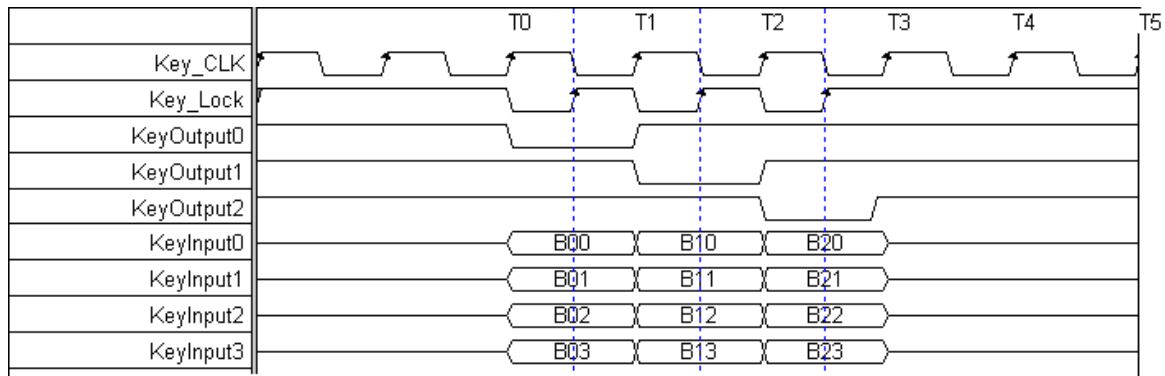 T0 T1 T2 T3 T4 T5
Key_CLK
Key_Lock
KeyOutput0
KeyOutput1
KeyOutput2
KeyInput0 B00 B10 B20
KeyInput1 B01 B11 B21
KeyInput2 B02 B12 B22
KeyInput3 B03 B13 B23